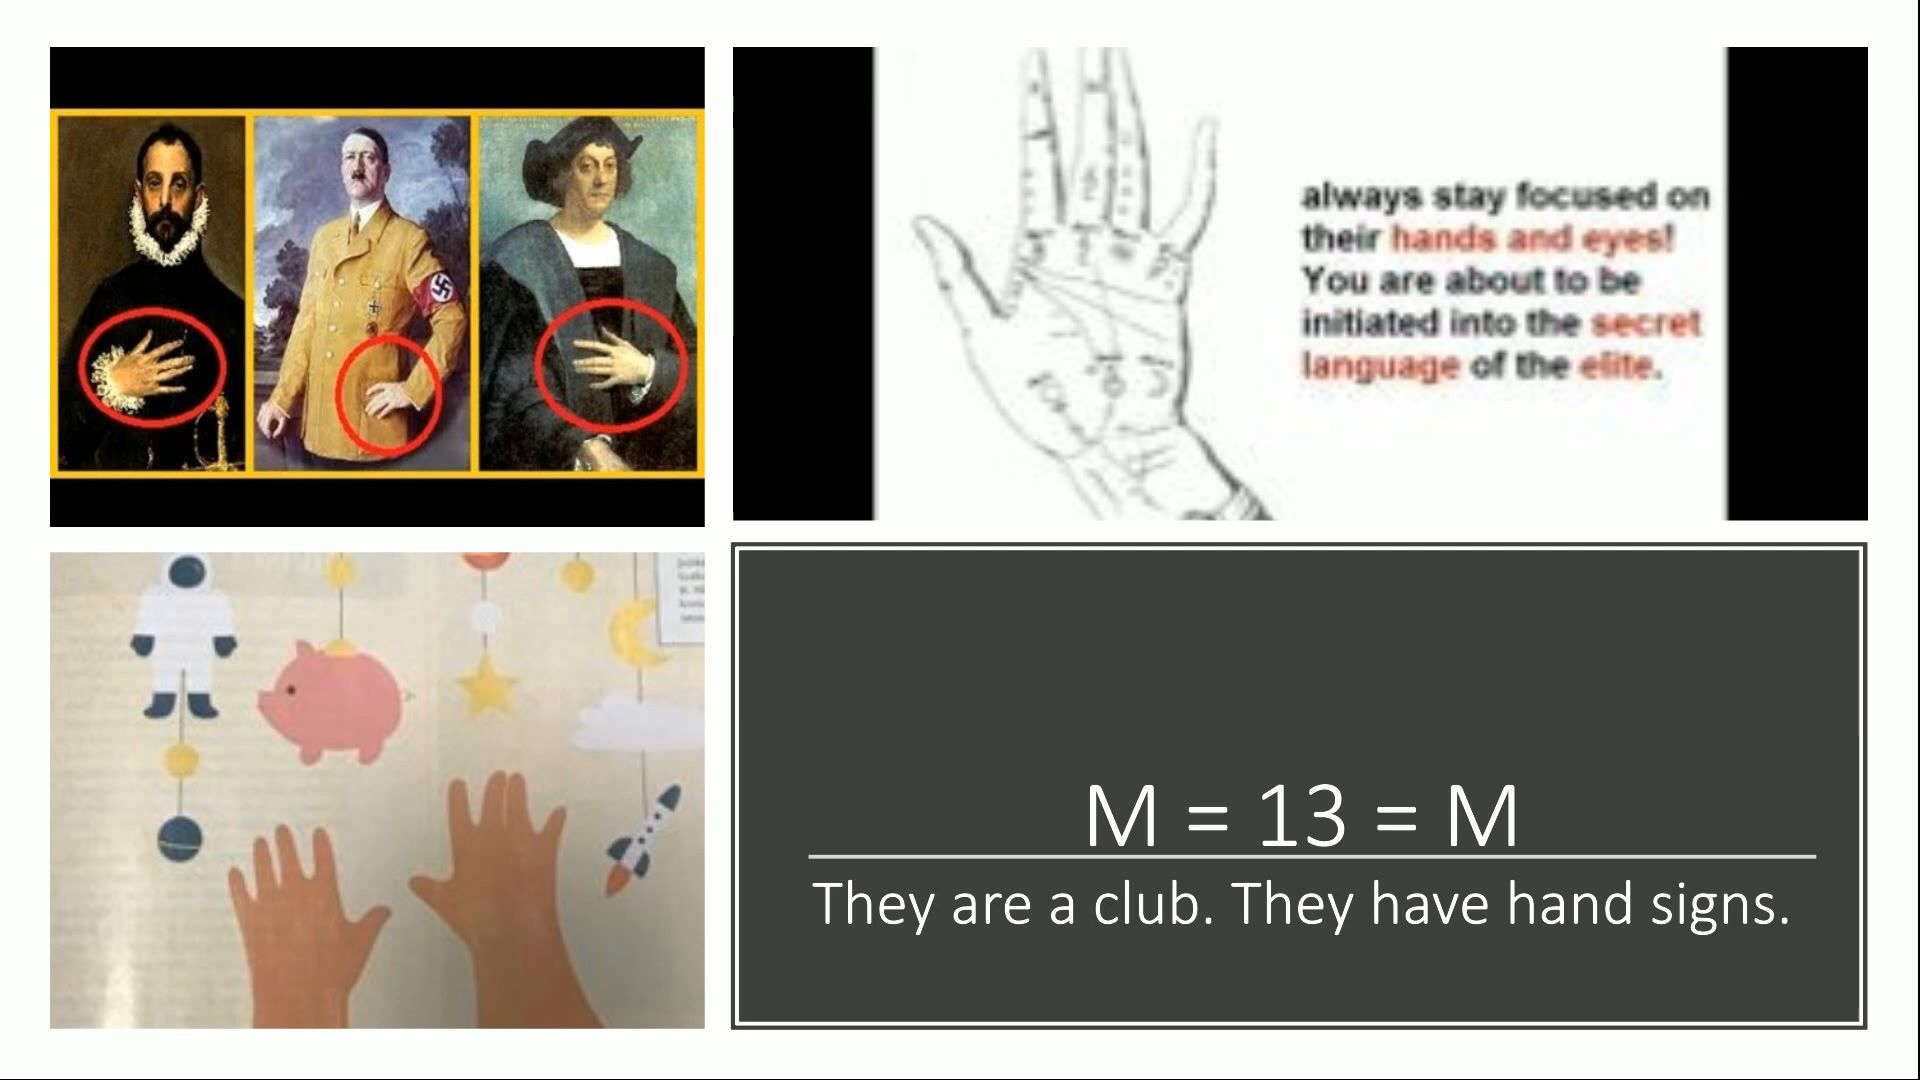 always stay focused on
their hands and eyes!
You are about to be
initiated into the secret
language of the elite.
M = 13 = M
They are a club. They have hand signs.